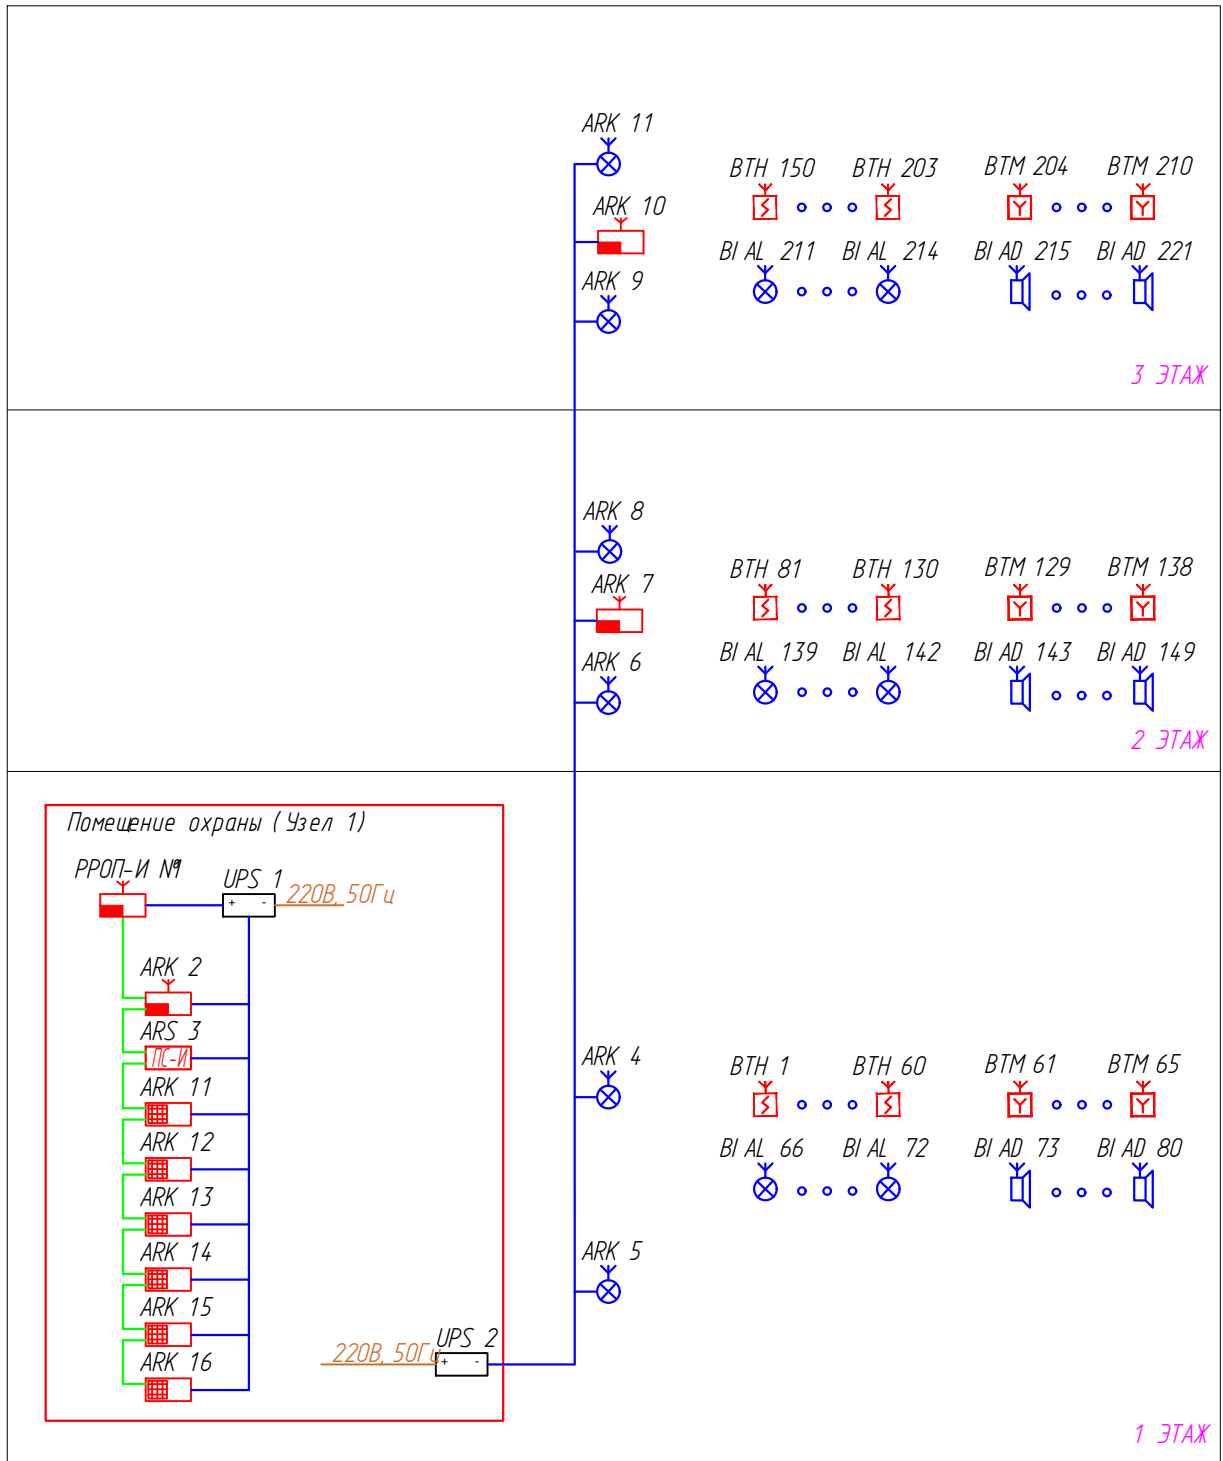 ARK 11
BTH 150 BTH 203 BTM 204 BTM 210
ARK 10
BI AL 211 BI AL 214 BI AD 215 BI AD 221
ARK 9
3 ЭТАЖ
ARK 8
BTH 81 BTH 130 BTM 129 BTM 138
ARK 7
BI AL 139 BI AL 142 BI AD 143 BI AD 149
ARK 6
2 ЭТАЖ
Помещение охраны (Узел 1)
РРОП-И №1
UPS 1
+ -
220В, 50Гц
ARK 2
ARS 3
ПС-И
ARK 11
ARK 12
ARK 13
ARK 14
ARK 15
ARK 16
220В, 50Гц
UPS 2
+ -
ARK 4
BTH 1 BTH 60 BTM 61 BTM 65
BI AL 66 BI AL 72 BI AD 73 BI AD 80
ARK 5
1 ЭТАЖ